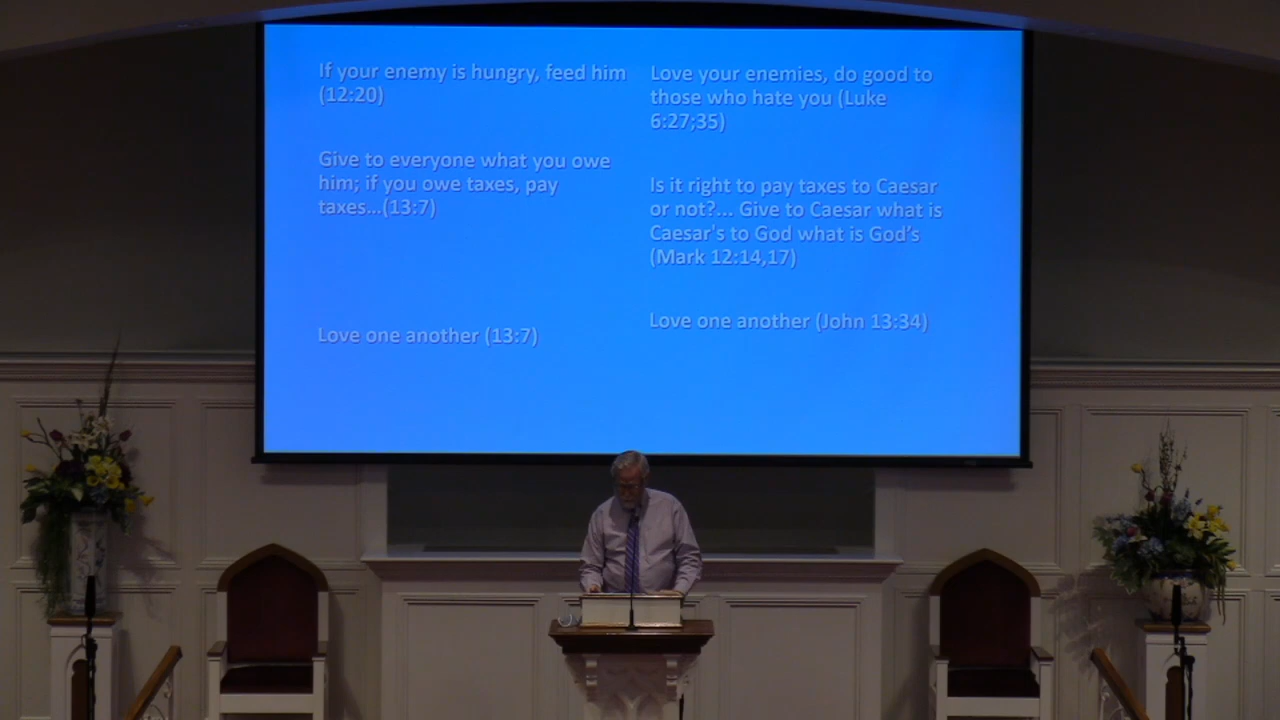 If your enemy is hungry, feed him
(12:20)
Give to everyone what you owe
him; if you owe taxes, pay
taxes...(13:7)
Love one another (13:7)
Love your enemies, do good to
those who hate you (Luke
6:27;35)
Is it right to pay taxes to Caesar
or not?... Give to Caesar what is
Caesar's to God what is God’s
(Mark 12:14,17)
Love one another (John 13:34)